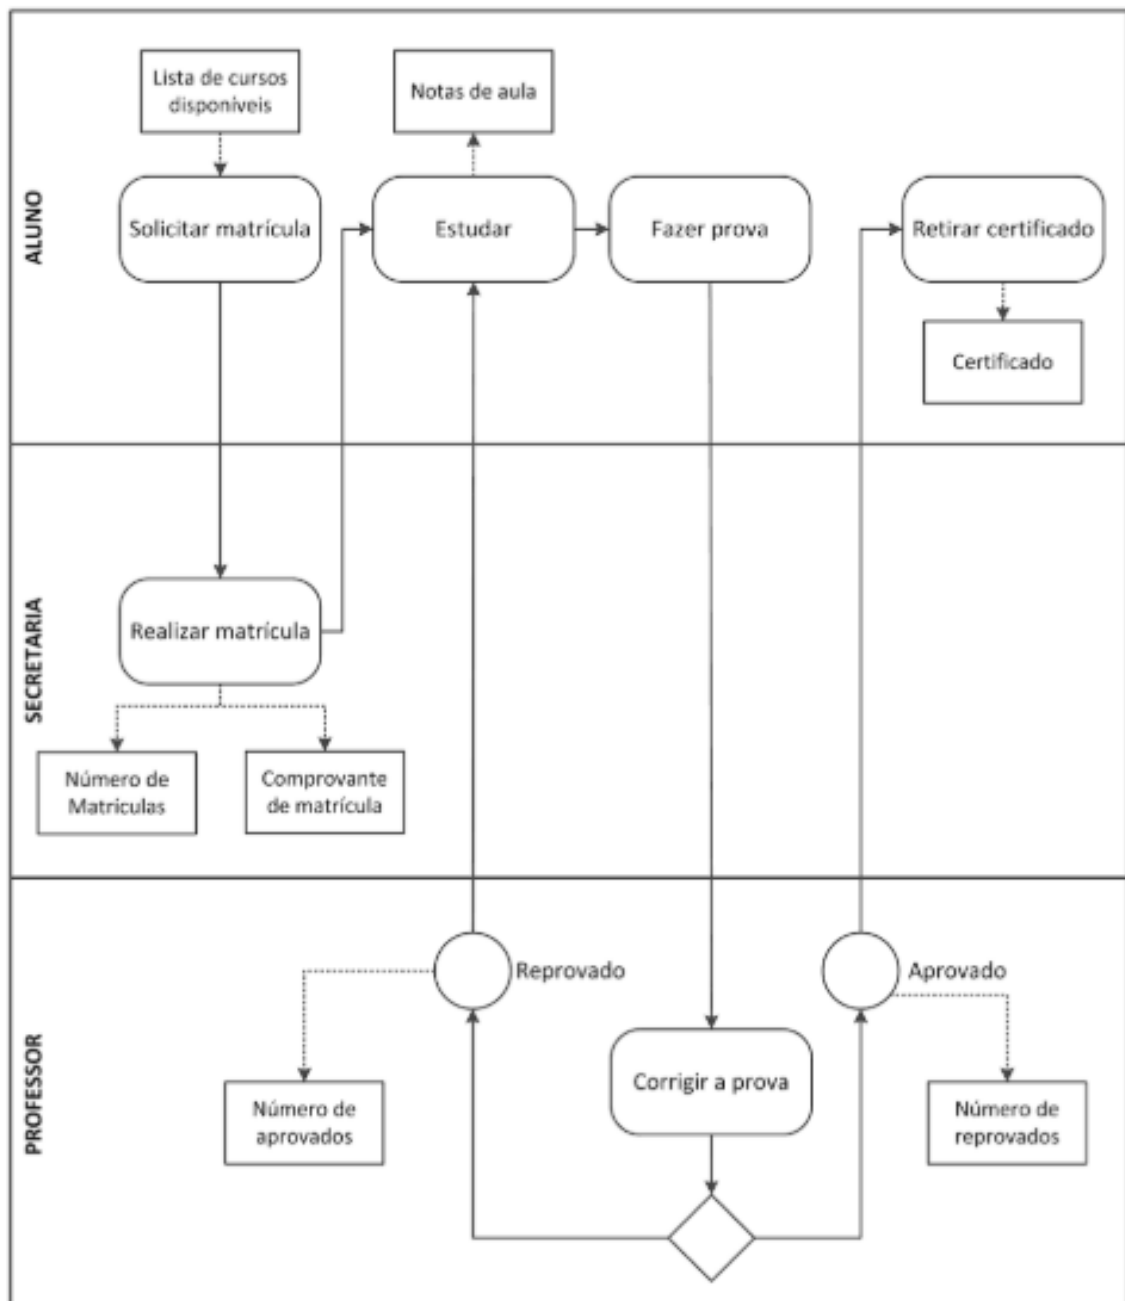 ALUNO
Lista de cursos
disponíveis
Notas de aula
Solicitar matrícula
Estudar
Fazer prova
Retirar certificado
Certificado
SECRETARIA
Realizar matrícula
Número de
Matriculas
Comprovante
de matrícula
PROFESSOR
Reprovado
Aprovado
Corrigir a prova
Número de
aprovados
Número de
reprovados